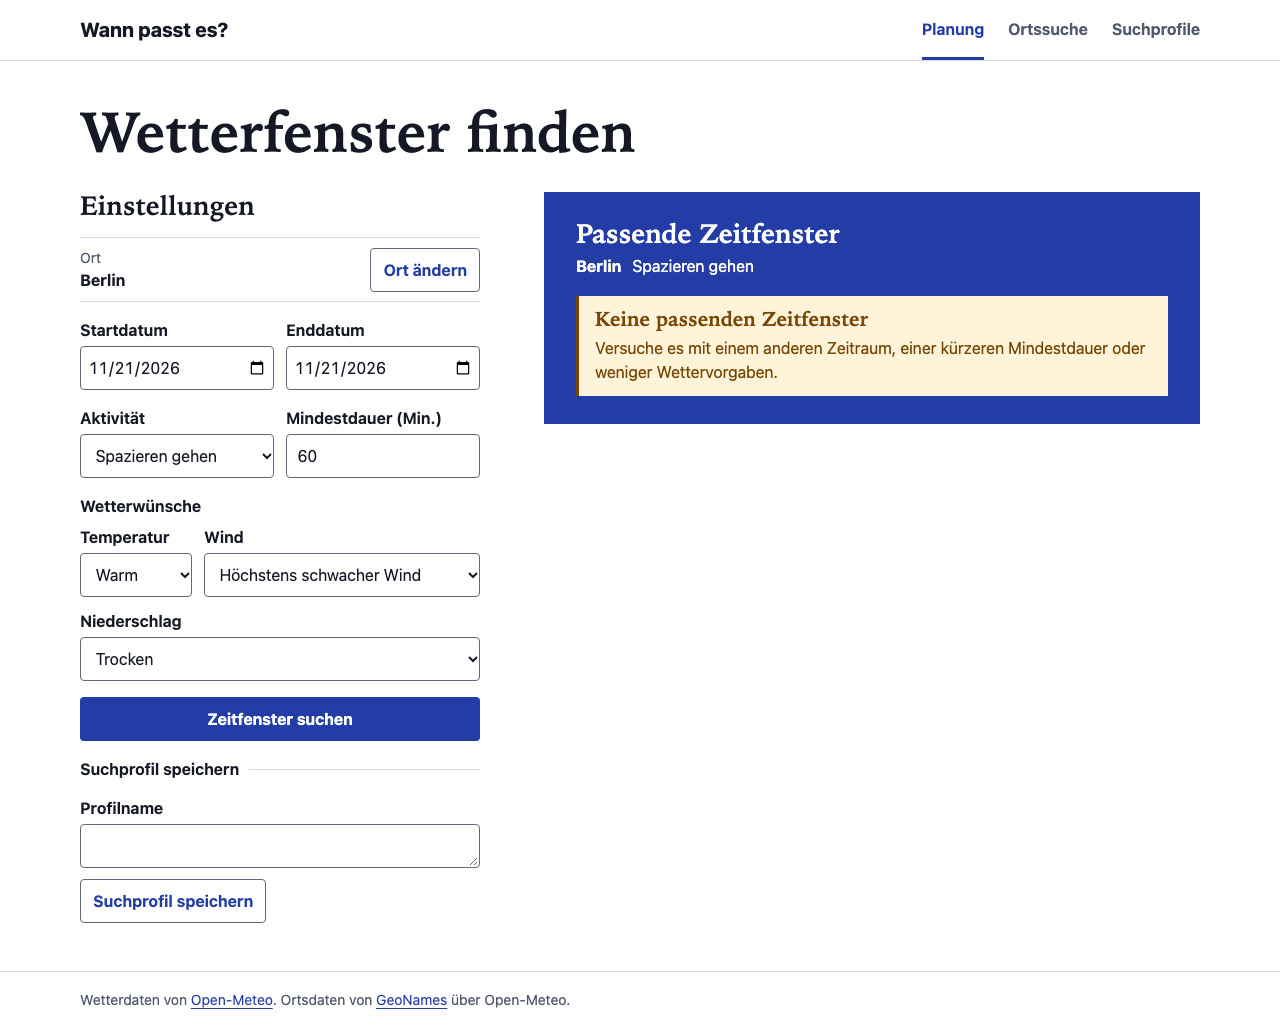 Wann passt es?
Planung
Ortssuche
Suchprofile
Wetterfenster finden
Einstellungen
Ort
Berlin
Ort ändern
Startdatum
Enddatum
11/21/2026
11/21/2026
Aktivität
Mindestdauer (Min.)
Spazieren gehen
60
Wetterwünsche
Temperatur
Wind
Warm
Höchstens schwacher Wind
Niederschlag
Trocken
Zeitfenster suchen
Suchprofil speichern
Profilname
Suchprofil speichern
Passende Zeitfenster
Berlin Spazieren gehen
Keine passenden Zeitfenster
Versuche es mit einem anderen Zeitraum, einer kürzeren Mindestdauer oder
weniger Wettervorgaben.
Wetterdaten von Open-Meteo. Ortsdaten von GeoNames über Open-Meteo.